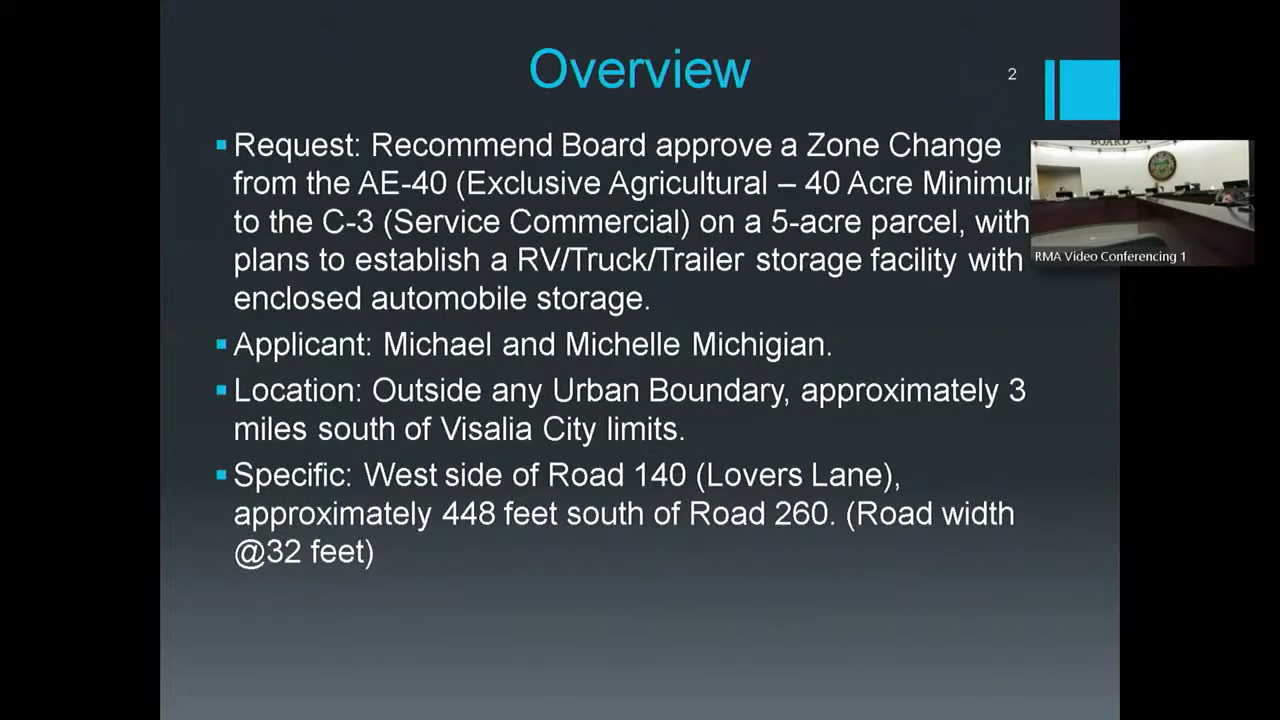 Overview
2
Request: Recommend Board approve a Zone Change
from the AE-40 (Exclusive Agricultural – 40 Acre
to the C-3 (Service Commercial) on a 5-acre parcel, with
plans to establish a RV/Truck/Trailer storage facility with
enclosed automobile storage.
Applicant: Michael and Michelle Michigian.
Location: Outside any Urban Boundary, approximately 3
miles south of Visalia City limits.
Specific: West side of Road 140 (Lovers Lane),
approximately 448 feet south of Road 260. (Road width
@32 feet)
BOARD OF
RMA Video Conferencing 1